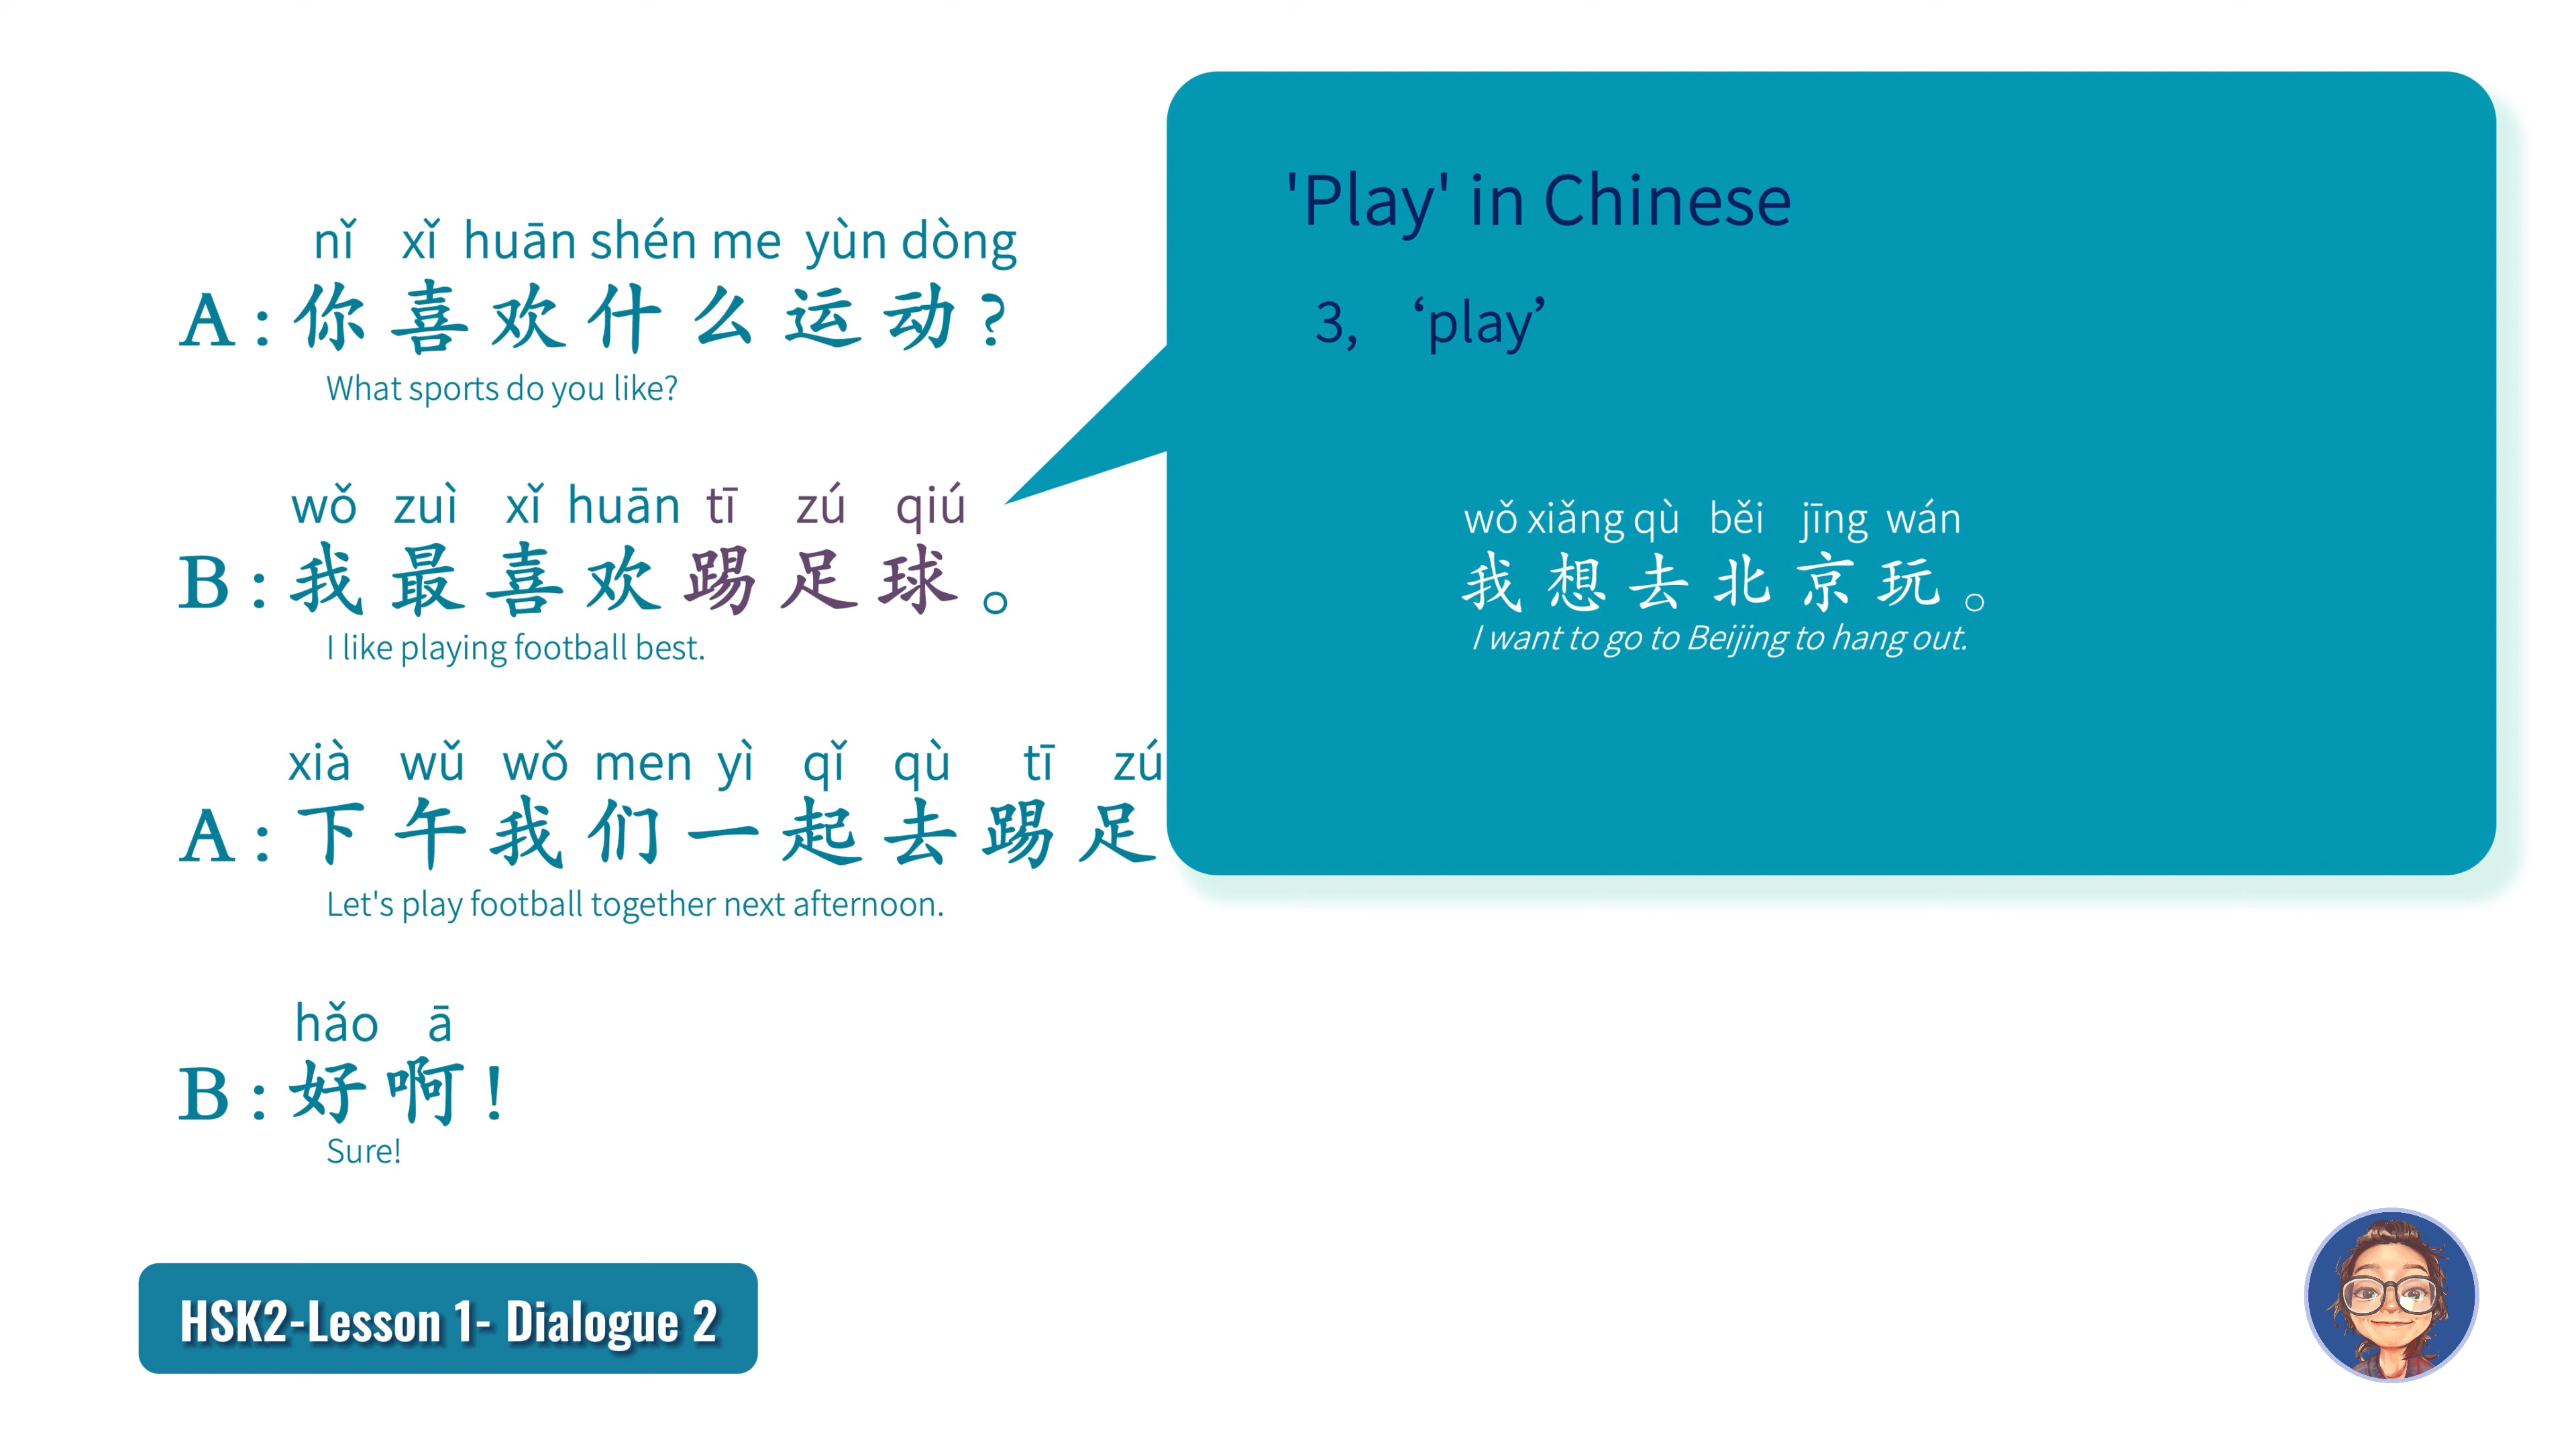 nǐ xǐ huān shén me yùn dòng
A : 你喜欢什么运动?
What sports do you like?
wǒ zuì xǐ huān tī zú qiú
B : 我最喜欢踢足球。
I like playing football best.
xià wǔ wǒ men yì qǐ qù tī zú
A : 下午我们一起去踢足
Let's play football together next afternoon.
hǎo ā
B : 好啊!
Sure!
'Play' in Chinese
3, ‘play’
wǒ xiǎng qù běi jīng wán
我想去北京玩。
I want to go to Beijing to hang out.
HSK2-Lesson 1- Dialogue 2